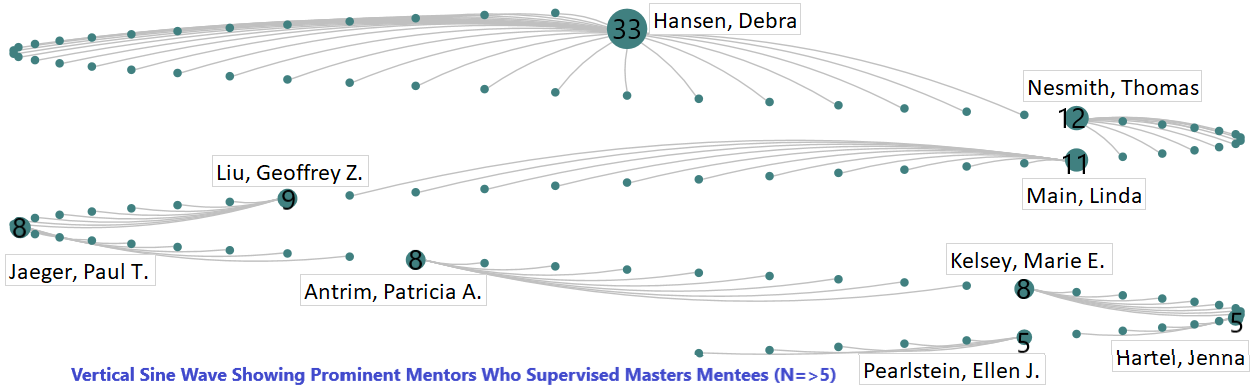 33
Hansen, Debra
Nesmith, Thomas
12
11
Main, Linda
Liu, Geoffrey Z.
9
8
Jaeger, Paul T.
8
Antrim, Patricia A.
Kelsey, Marie E.
8
5
Hartel, Jenna
5
Pearlstein, Ellen J.
Vertical Sine Wave Showing Prominent Mentors Who Supervised Masters Mentees (N=>5)